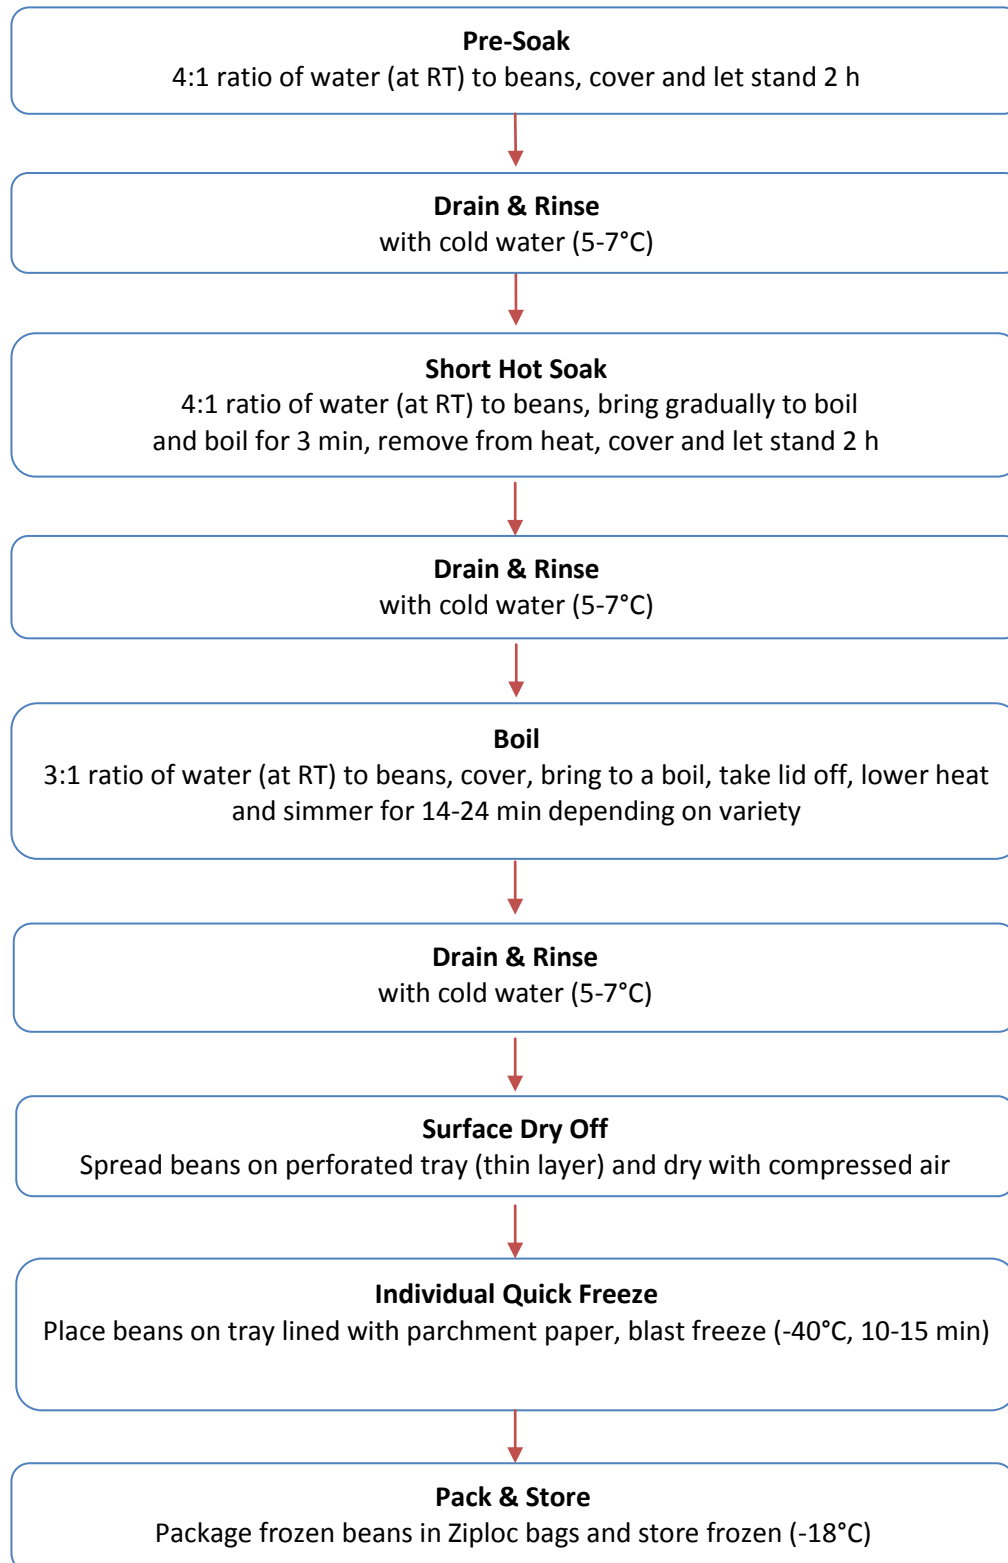 Pre-Soak
4:1 ratio of water (at RT) to beans, cover and let stand 2 h
Drain & Rinse
with cold water (5-7°C)
Short Hot Soak
4:1 ratio of water (at RT) to beans, bring gradually to boil
and boil for 3 min, remove from heat, cover and let stand 2 h
Drain & Rinse
with cold water (5-7°C)
Boil
3:1 ratio of water (at RT) to beans, cover, bring to a boil, take lid off, lower heat
and simmer for 14-24 min depending on variety
Drain & Rinse
with cold water (5-7°C)
Surface Dry Off
Spread beans on perforated tray (thin layer) and dry with compressed air
Individual Quick Freeze
Place beans on tray lined with parchment paper, blast freeze (-40°C, 10-15 min)
Pack & Store
Package frozen beans in Ziploc bags and store frozen (-18°C)